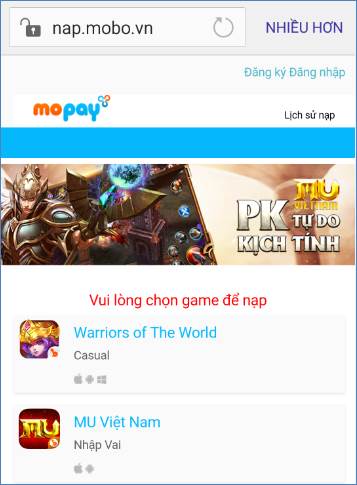 nap.mobo.vn
NHIỀU HƠN
Đăng ký Đăng nhập
mopay
Lịch sử nạp
MU
VIỆT NAM
PK TỰ DO
KỊCH TÍNH
Vui lòng chọn game để nạp
Warriors of The World
Casual
MU
MU Việt Nam
Nhập Vai